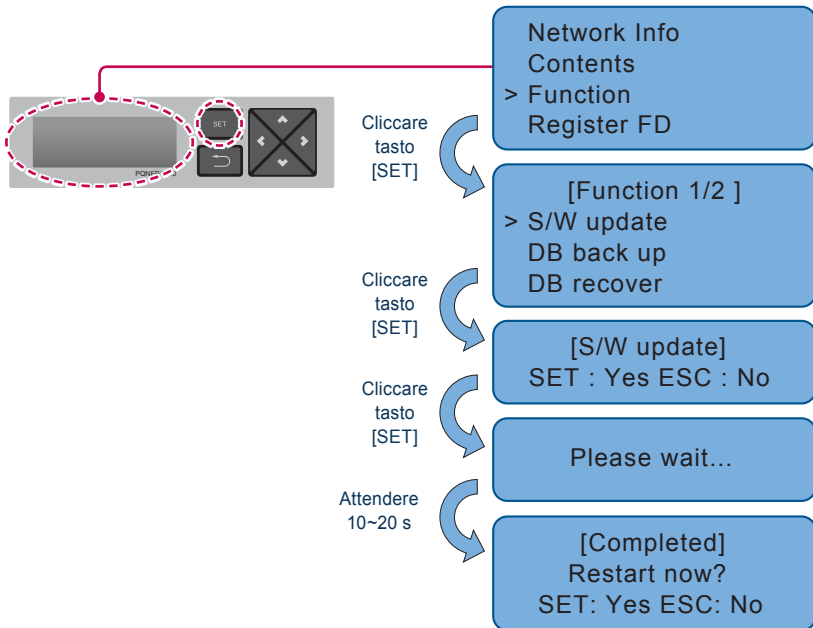 Network Info
Contents
> Function
Register FD
SET
Cliccare
tasto
[SET]
[Function 1/2 ]
> S/W update
DB back up
DB recover
Cliccare
tasto
[SET]
[S/W update]
SET : Yes ESC : No
Cliccare
tasto
[SET]
Please wait...
Attendere
10~20 s
[Completed]
Restart now?
SET: Yes ESC: No